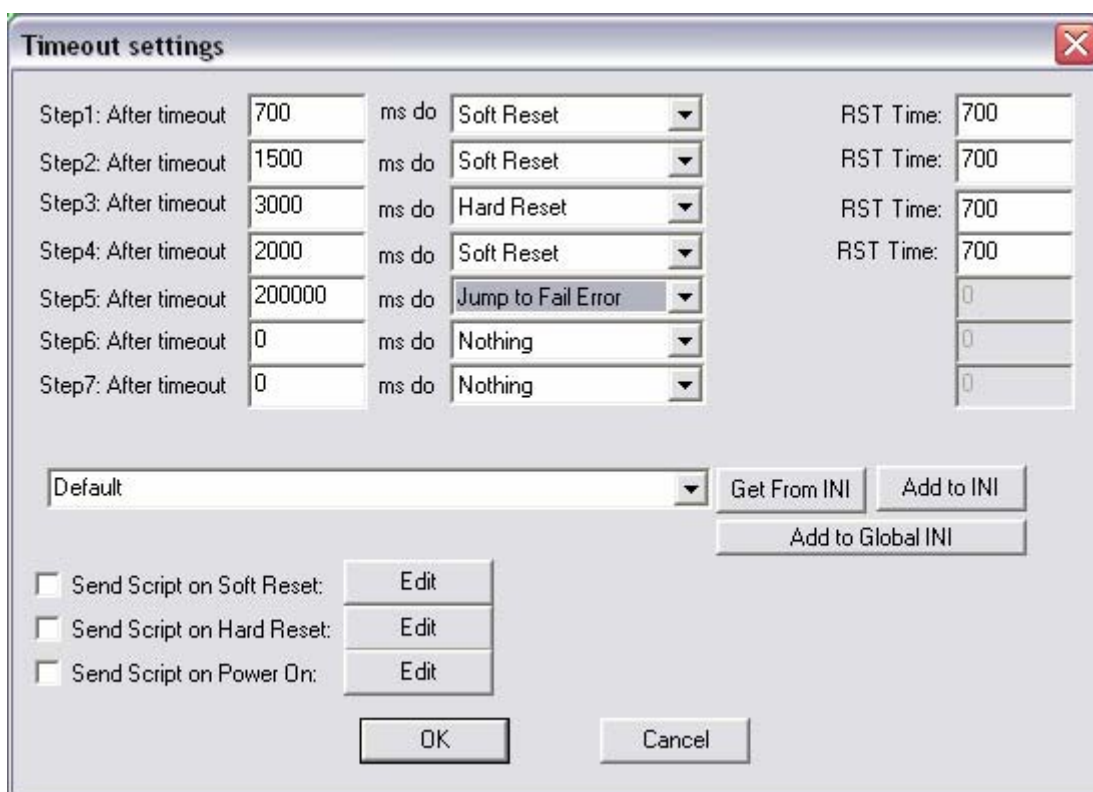 Timeout settings
Step1: After timeout 700 ms do Soft Reset RST Time: 700
Step2: After timeout 1500 ms do Soft Reset RST Time: 700
Step3: After timeout 3000 ms do Hard Reset RST Time: 700
Step4: After timeout 2000 ms do Soft Reset RST Time: 700
Step5: After timeout 200000 ms do Jump to Fail Error 0
Step6: After timeout 0 ms do Nothing 0
Step7: After timeout 0 ms do Nothing 0
Default Get From INI Add to INI
Add to Global INI
Send Script on Soft Reset: Edit
Send Script on Hard Reset: Edit
Send Script on Power On: Edit
OK Cancel